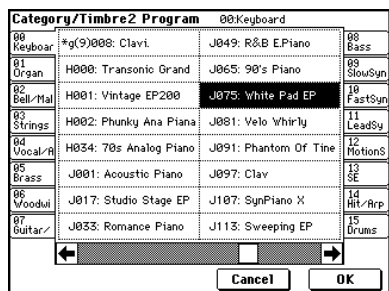 Category/Timbre2 Program 00:Keyboard
00 Keyboar
01 Organ
02 Bell/Mal
03 Strings
04 Vocal/A
05 Brass
06 Woodwi
07 Guitar/
*g(9)008: Clavi.
H000: Transonic Grand
H001: Vintage EP200
H002: Phunky Ana Piana
H034: 70s Analog Piano
J001: Acoustic Piano
J017: Studio Stage EP
J033: Romance Piano
J049: R&B E.Piano
J065: 90's Piano
J075: White Pad EP
J081: Velo Whirly
J091: Phantom Of Tine
J097: Clav
J107: SynPiano X
J113: Sweeping EP
08 Bass
09 SlowSyn
10 FastSyn
11 LeadSy
12 MotionS
13 SE
14 Hit/Arp
15 Drums
Cancel OK